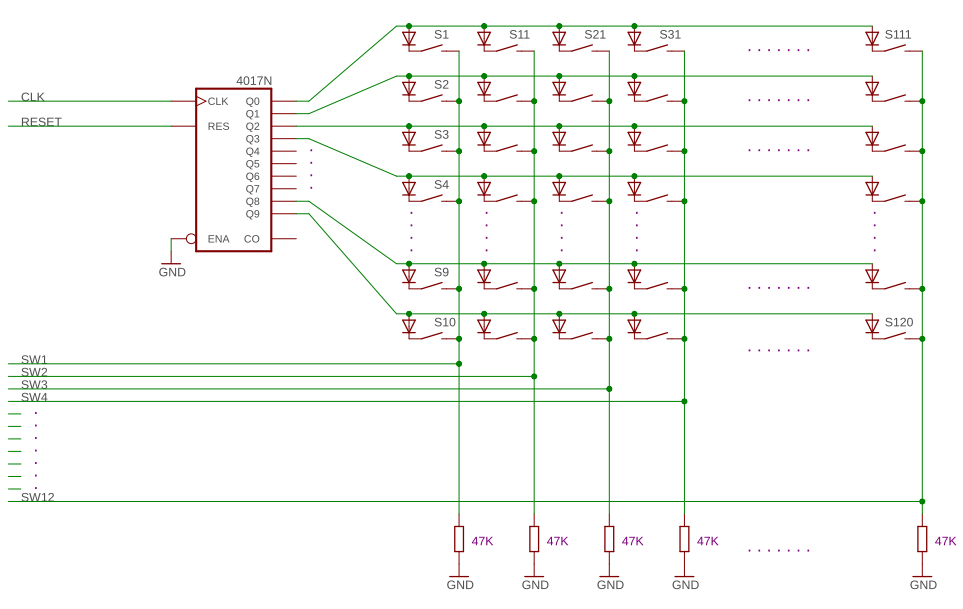 S1 S11 S21 S31 S111
4017N S2
CLK CLK Q0
Q1
RESET RES Q2 S3
Q3
Q4
Q5
Q6
Q7
S4
Q8
Q9
ENA CO
GND
S9
S10 S120
SW1
SW2
SW3
SW4
SW12
47K 47K 47K 47K 47K
GND GND GND GND GND